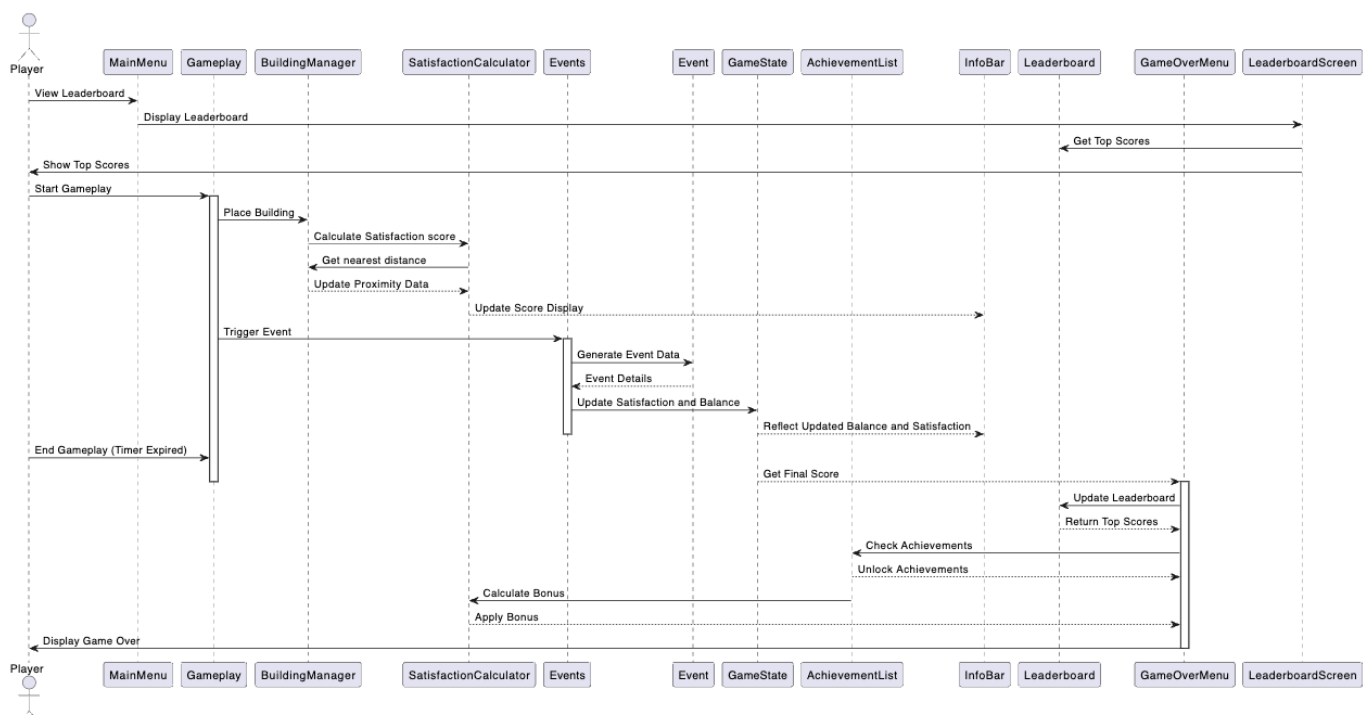 Player
MainMenu
Gameplay
BuildingManager
SatisfactionCalculator
Events
Event
GameState
AchievementList
InfoBar
Leaderboard
GameOverMenu
LeaderboardScreen
View Leaderboard
Display Leaderboard
Get Top Scores
Show Top Scores
Start Gameplay
Place Building
Calculate Satisfaction score
Get nearest distance
Update Proximity Data
Update Score Display
Trigger Event
Generate Event Data
Event Details
Update Satisfaction and Balance
Reflect Updated Balance and Satisfaction
End Gameplay (Timer Expired)
Get Final Score
Update Leaderboard
Return Top Scores
Check Achievements
Unlock Achievements
Calculate Bonus
Apply Bonus
Display Game Over
Player
MainMenu
Gameplay
BuildingManager
SatisfactionCalculator
Events
Event
GameState
AchievementList
InfoBar
Leaderboard
GameOverMenu
LeaderboardScreen